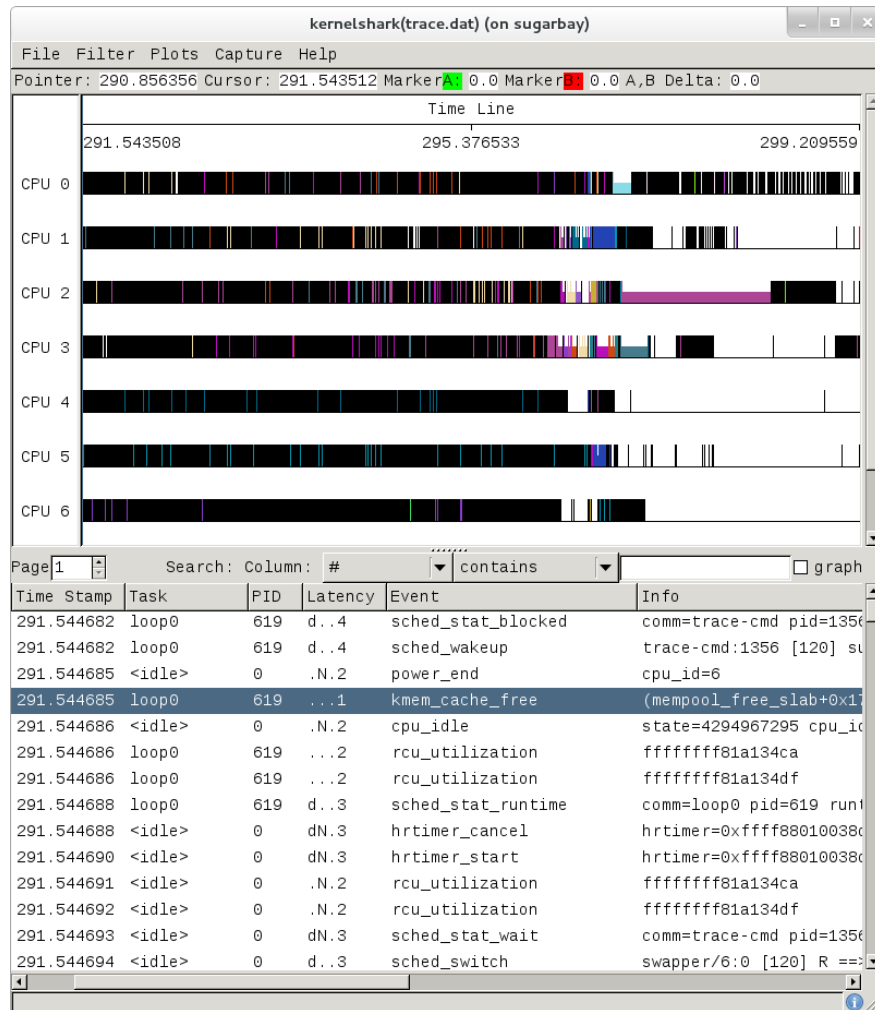 kernelshark(trace.dat) (on sugarbay)
File Filter Plots Capture Help
Pointer: 290.856356 Cursor: 291.543512 MarkerA: 0.0 MarkerB: 0.0 A,B Delta: 0.0
Time Line
291.543508 295.376533 299.209559
CPU 0
CPU 1
CPU 2
CPU 3
CPU 4
CPU 5
CPU 6
Page 1 Search: Column: # contains graph
Time Stamp Task PID Latency Event Info
291.544682 loop0 619 d..4 sched_stat_blocked comm=trace-cmd pid=1356
291.544682 loop0 619 d..4 sched_wakeup trace-cmd:1356 [120] su
291.544685 <idle> 0 .N.2 power_end cpu_id=6
291.544685 loop0 619 ...1 kmem_cache_free (mempool_free_slab+0x17
291.544686 <idle> 0 .N.2 cpu_idle state=4294967295 cpu_id
291.544686 loop0 619 ...2 rcu_utilization ffffffff81a134ca
291.544686 loop0 619 ...2 rcu_utilization ffffffff81a134df
291.544688 loop0 619 d..3 sched_stat_runtime comm=loop0 pid=619 runt
291.544688 <idle> 0 dN.3 hrtimer_cancel hrtimer=0xffff88010038d
291.544690 <idle> 0 dN.3 hrtimer_start hrtimer=0xffff88010038d
291.544691 <idle> 0 .N.2 rcu_utilization ffffffff81a134ca
291.544692 <idle> 0 .N.2 rcu_utilization ffffffff81a134df
291.544693 <idle> 0 dN.3 sched_stat_wait comm=trace-cmd pid=1356
291.544694 <idle> 0 d..3 sched_switch swapper/6:0 [120] R ==>